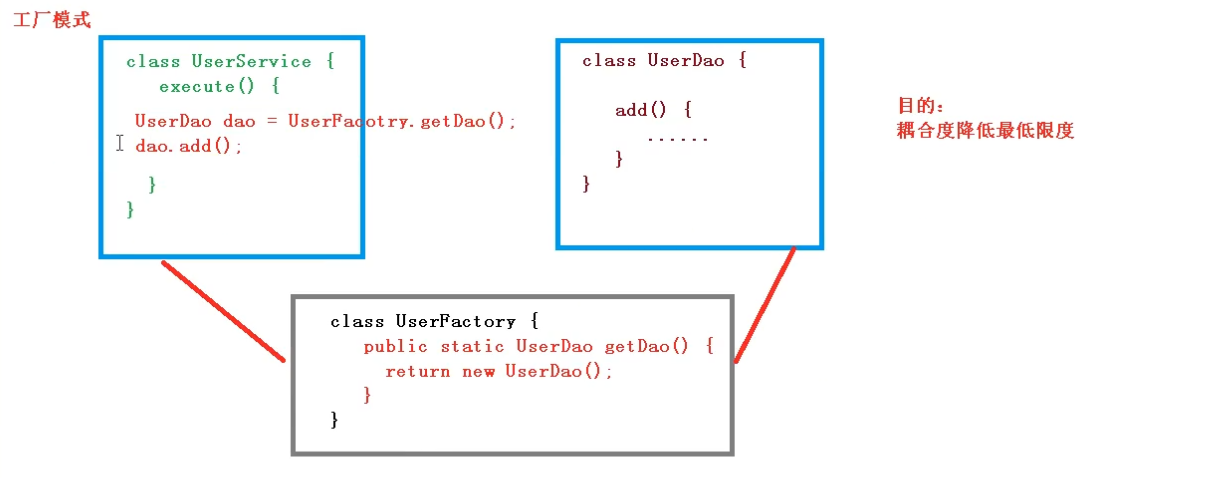 工厂模式
class UserService {
execute() {
UserDao dao = UserFacotry.getDao();
dao.add();
}
}
class UserDao {
add() {
......
}
}
目的：
耦合度降低最低限度
class UserFactory {
public static UserDao getDao() {
return new UserDao();
}
}